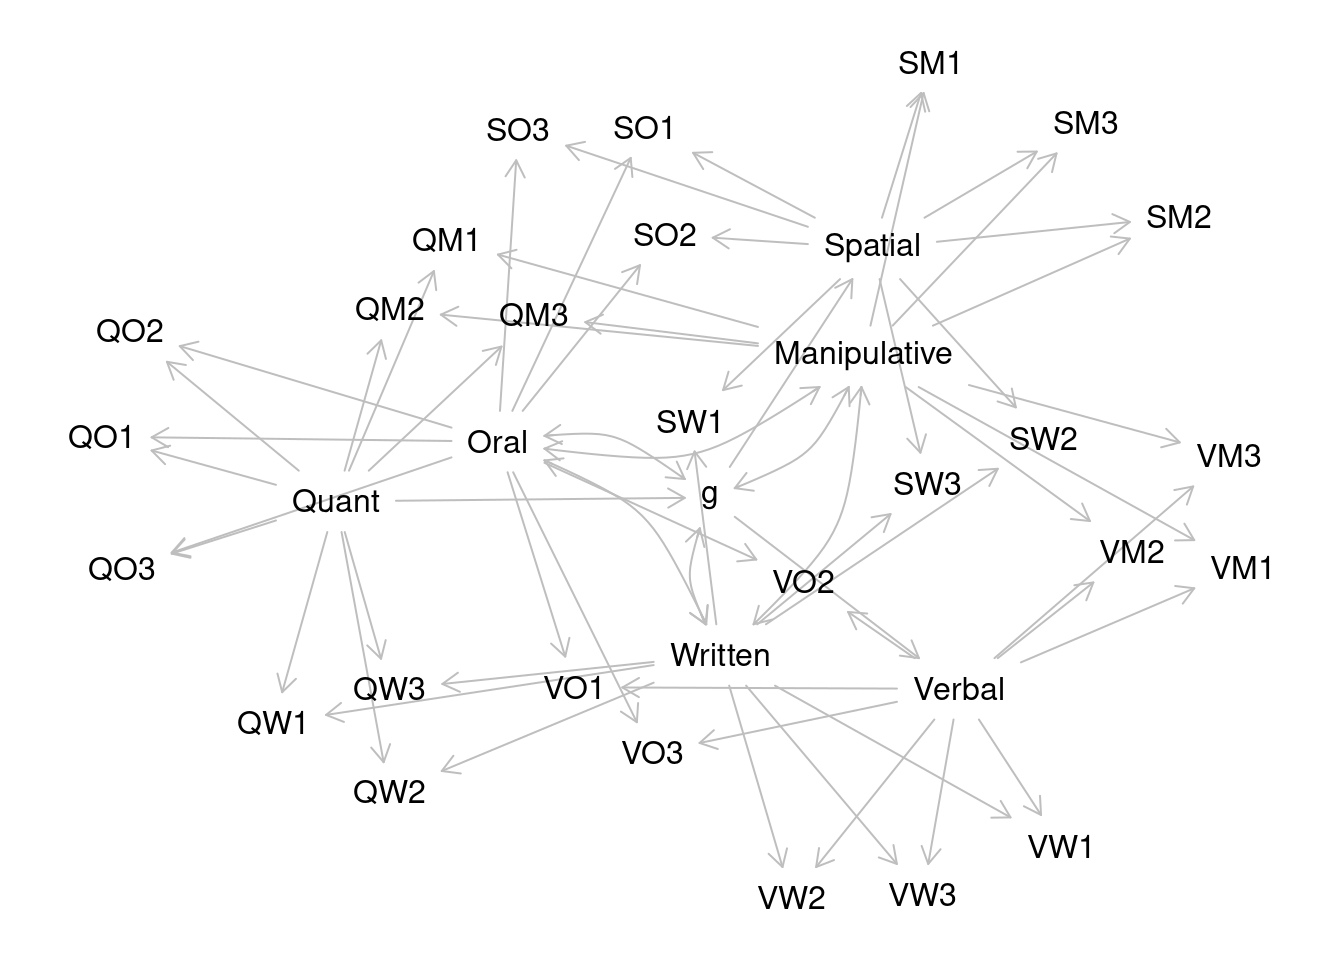 SM1
SM3
SO3
SO1
SM2
QM1
SO2
Spatial
QM2
QM3
QO2
Manipulative
SW1
QO1
Oral
SW2
VM3
SW3
g
Quant
VM2
QO3
VO2
VM1
Written
QW3
VO1
Verbal
QW1
VO3
QW2
VW1
VW2
VW3